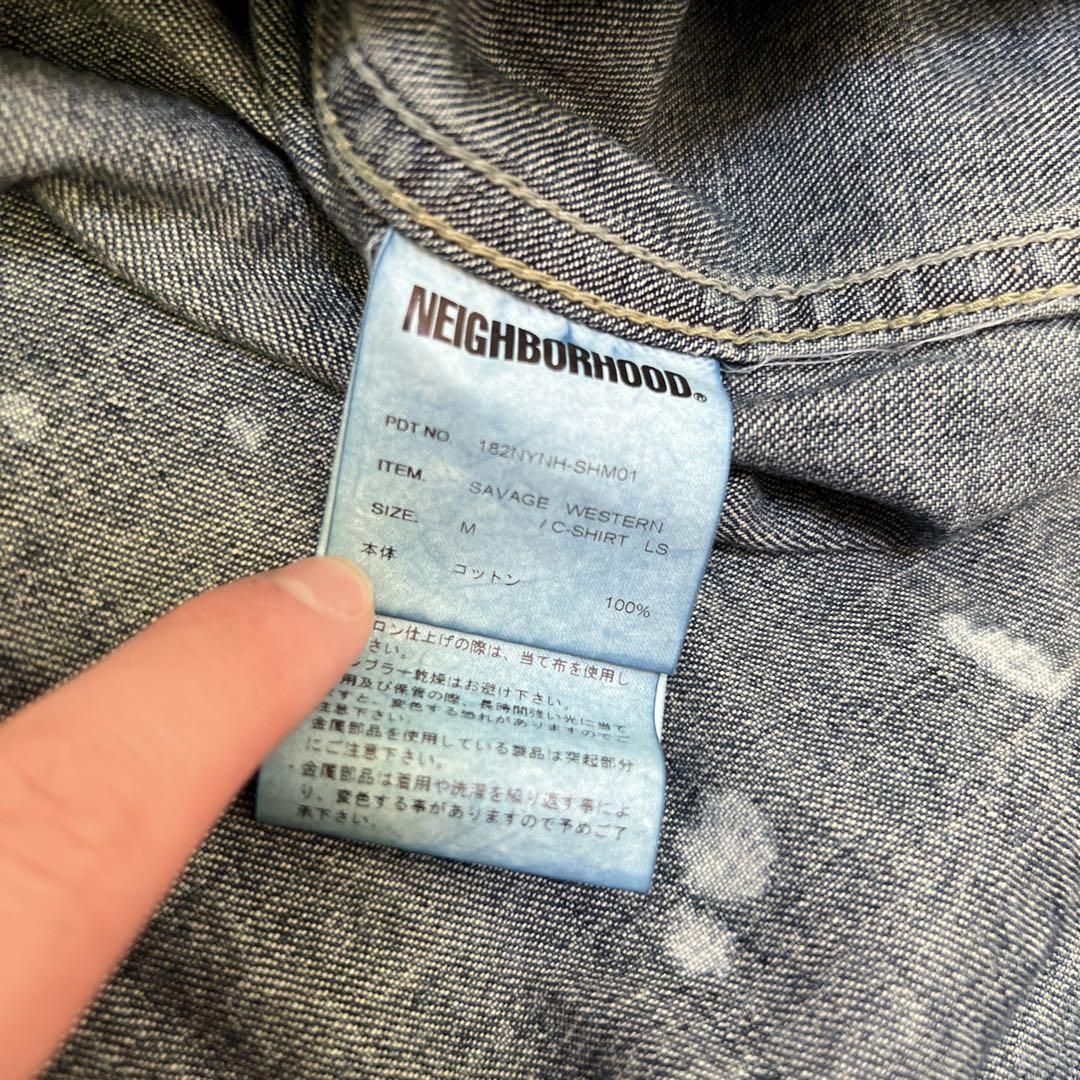 NEIGHBORHOOD®
PDT NO. 182NYNH-SHM01
ITEM. SAVAGE WESTERN
/ C-SHIRT . LS
SIZE. M
本体 コットン 100%
ロン仕上げの際は、当て布を使用し
さい。
ンブラー乾燥はお避け下さい。
用及び保管の際、長時間強い光に当て
ますと、変色する恐れがありますのでご
注意下さい。
金属部品を使用している製品は突起部分
にご注意下さい。
・金属部品は着用や洗濯を繰り返す事によ
り、変色する事がありますので予めご了
承下さい。